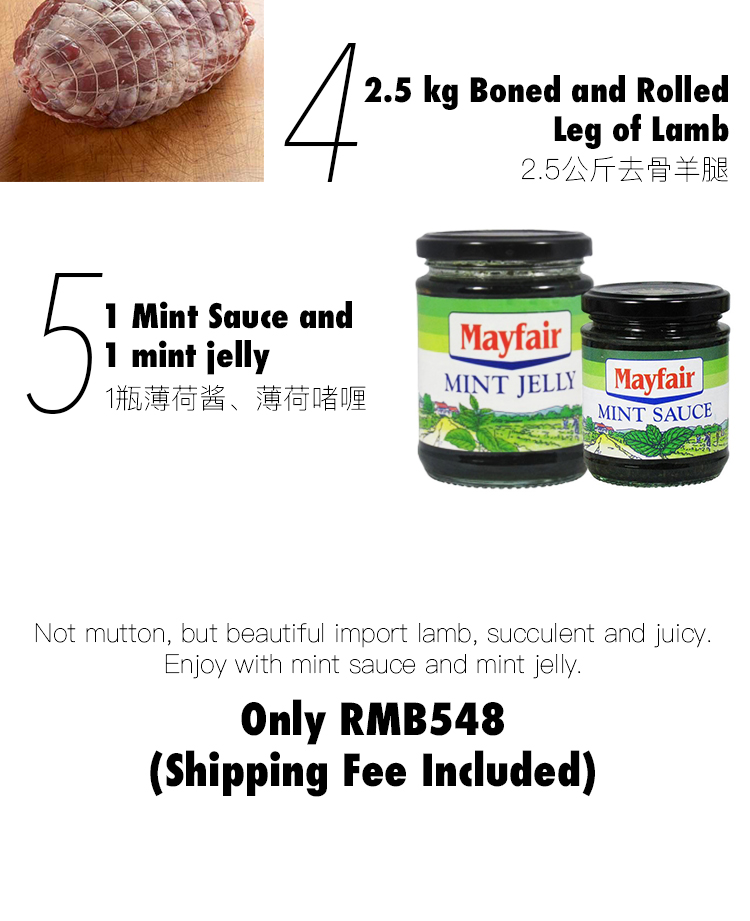 4
2.5 kg Boned and Rolled
Leg of Lamb
2.5公斤去骨羊腿
5
1 Mint Sauce and
1 mint jelly
1瓶薄荷酱、薄荷啫喱
Mayfair
MINT JELLY
Mayfair
MINT SAUCE
Not mutton, but beautiful import lamb, succulent and juicy.
Enjoy with mint sauce and mint jelly.
Only RMB548
(Shipping Fee Included)